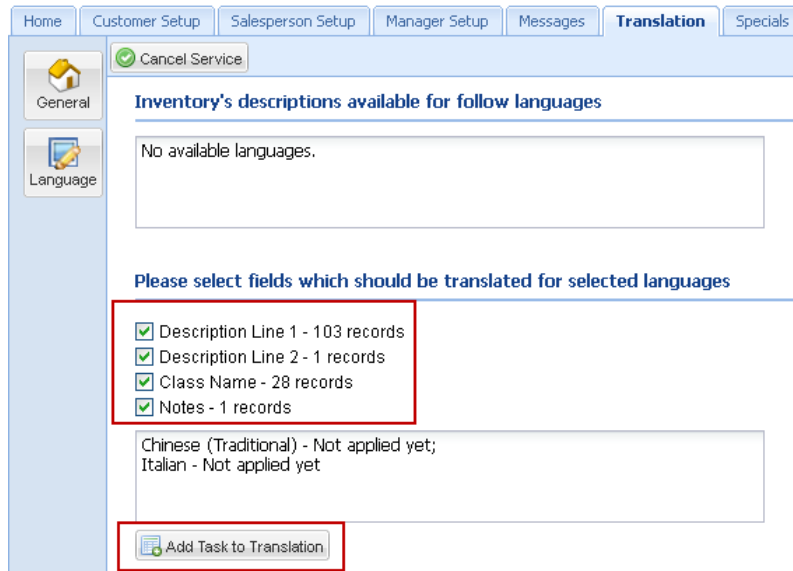 Home Customer Setup Salesperson Setup Manager Setup Messages Translation Specials
Cancel Service
General
Inventory's descriptions available for follow languages
No available languages.
Language
Please select fields which should be translated for selected languages
Description Line 1 - 103 records
Description Line 2 - 1 records
Class Name - 28 records
Notes - 1 records
Chinese (Traditional) - Not applied yet;
Italian - Not applied yet
Add Task to Translation